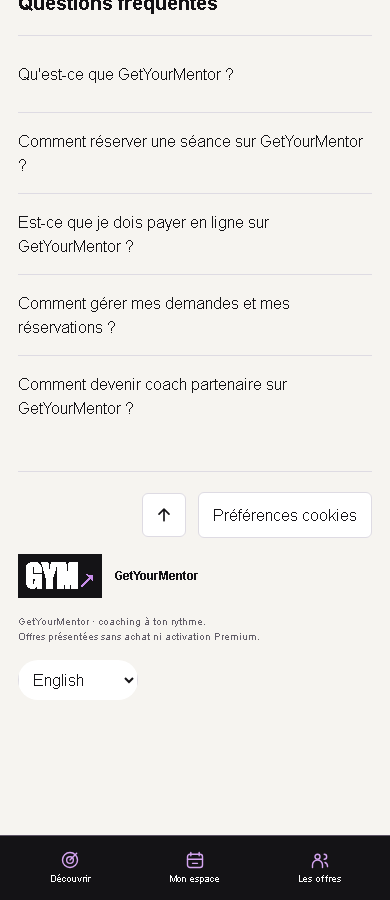 Questions fréquentes
Qu'est-ce que GetYourMentor ?
Comment réserver une séance sur GetYourMentor
?
Est-ce que je dois payer en ligne sur
GetYourMentor ?
Comment gérer mes demandes et mes
réservations ?
Comment devenir coach partenaire sur
GetYourMentor ?
Préférences cookies
GYM
GetYourMentor
GetYourMentor · coaching à ton rythme.
Offres présentées sans achat ni activation Premium.
English
Découvrir
Mon espace
Les offres